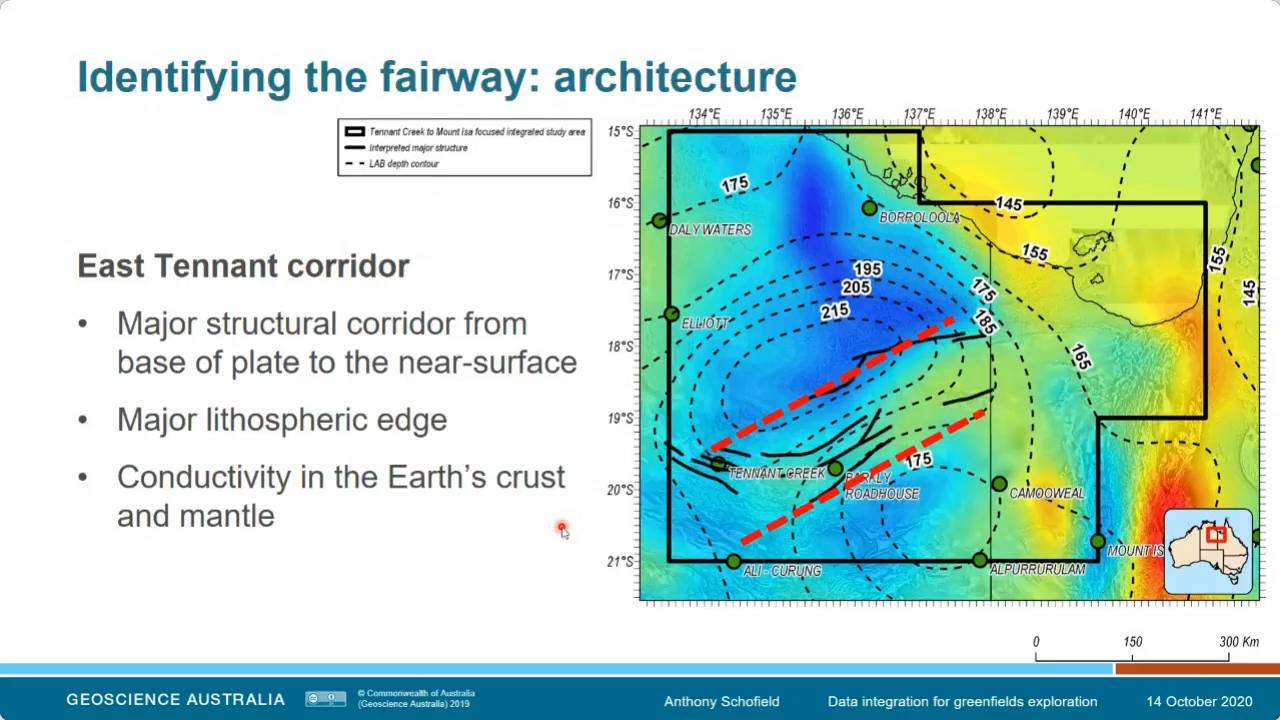 Identifying the fairway: architecture
Tennant Creek to Mount Isa focused integrated study area
Interpreted major structure
LAB depth contour
East Tennant corridor
• Major structural corridor from
base of plate to the near-surface
• Major lithospheric edge
• Conductivity in the Earth's crust
and mantle
134°E 135°E 136°E 137°E 138°E 139°E 140°E 141°E
15°S
16°S
17°S
18°S
19°S
20°S
21°S
175
145
BORROLOOLA
DALY WATERS
155
155
195
205
175
145
215
185
ELLIOTT
165
175
TENNANT CREEK
BARKLY
ROADHOUSE
CAMOOWEAL
MOUNT IS
ALI - CURUNG
ALPURRURULAM
0 150 300 Km
GEOSCIENCE AUSTRALIA
© Commonwealth of Australia
(Geoscience Australia) 2019
Anthony Schofield
Data integration for greenfields exploration
14 October 2020